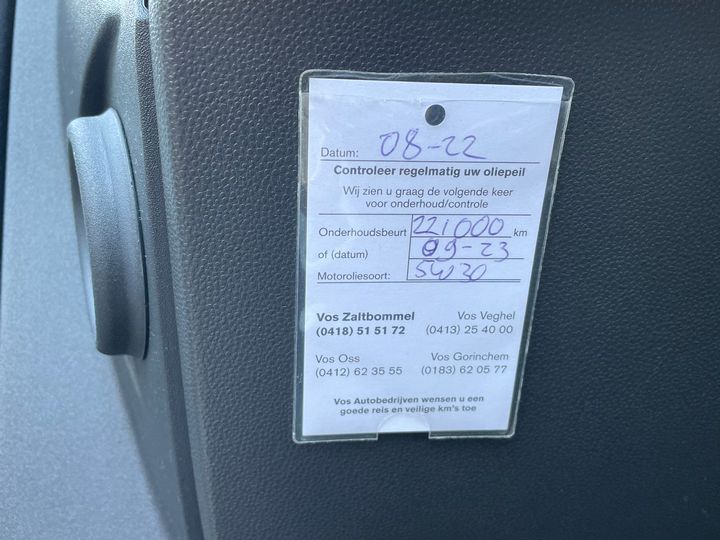 Datum: 08-22
Controleer regelmatig uw oliepeil
Wij zien u graag de volgende keer
voor onderhoud/controle
Onderhoudsbeurt 221000 km
of (datum) 09-23
Motoroliesoort: 5W30
Vos Zaltbommel Vos Veghel
(0418) 51 51 72 (0413) 25 40 00
Vos Oss Vos Gorinchem
(0412) 62 35 55 (0183) 62 05 77
Vos Autobedrijven wensen u een
goede reis en veilige km's toe